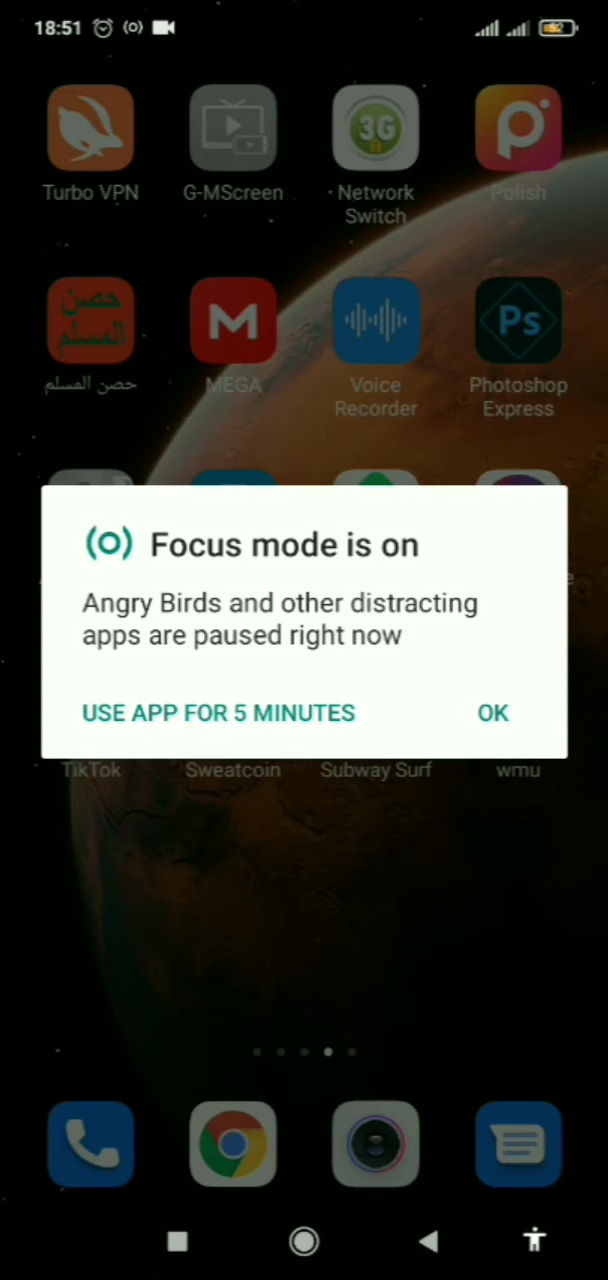 18:51
52
3G
Turbo VPN
G-MScreen
Network
Switch
Polish
حصن
المسلم
Ps
حصن المسلم
MEGA
Voice
Recorder
Photoshop
Express
Focus mode is on
Angry Birds and other distracting
apps are paused right now
USE APP FOR 5 MINUTES
OK
TikTok
Sweatcoin
Subway Surf
wmu